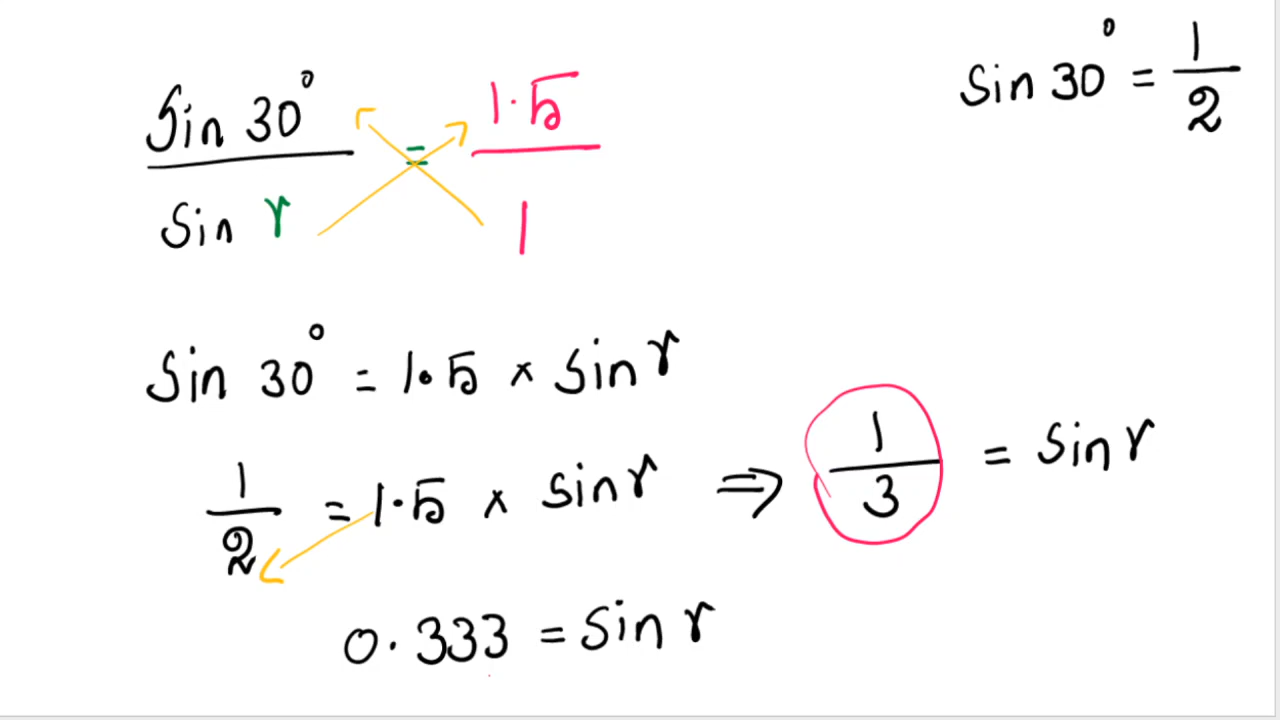 sin 30° / sin r = 1.5 / 1
sin 30° = 1/2
sin 30° = 1.5 × sin r
1/2 = 1.5 × sin r ⇒ 1/3 = sin r
0.333 = sin r